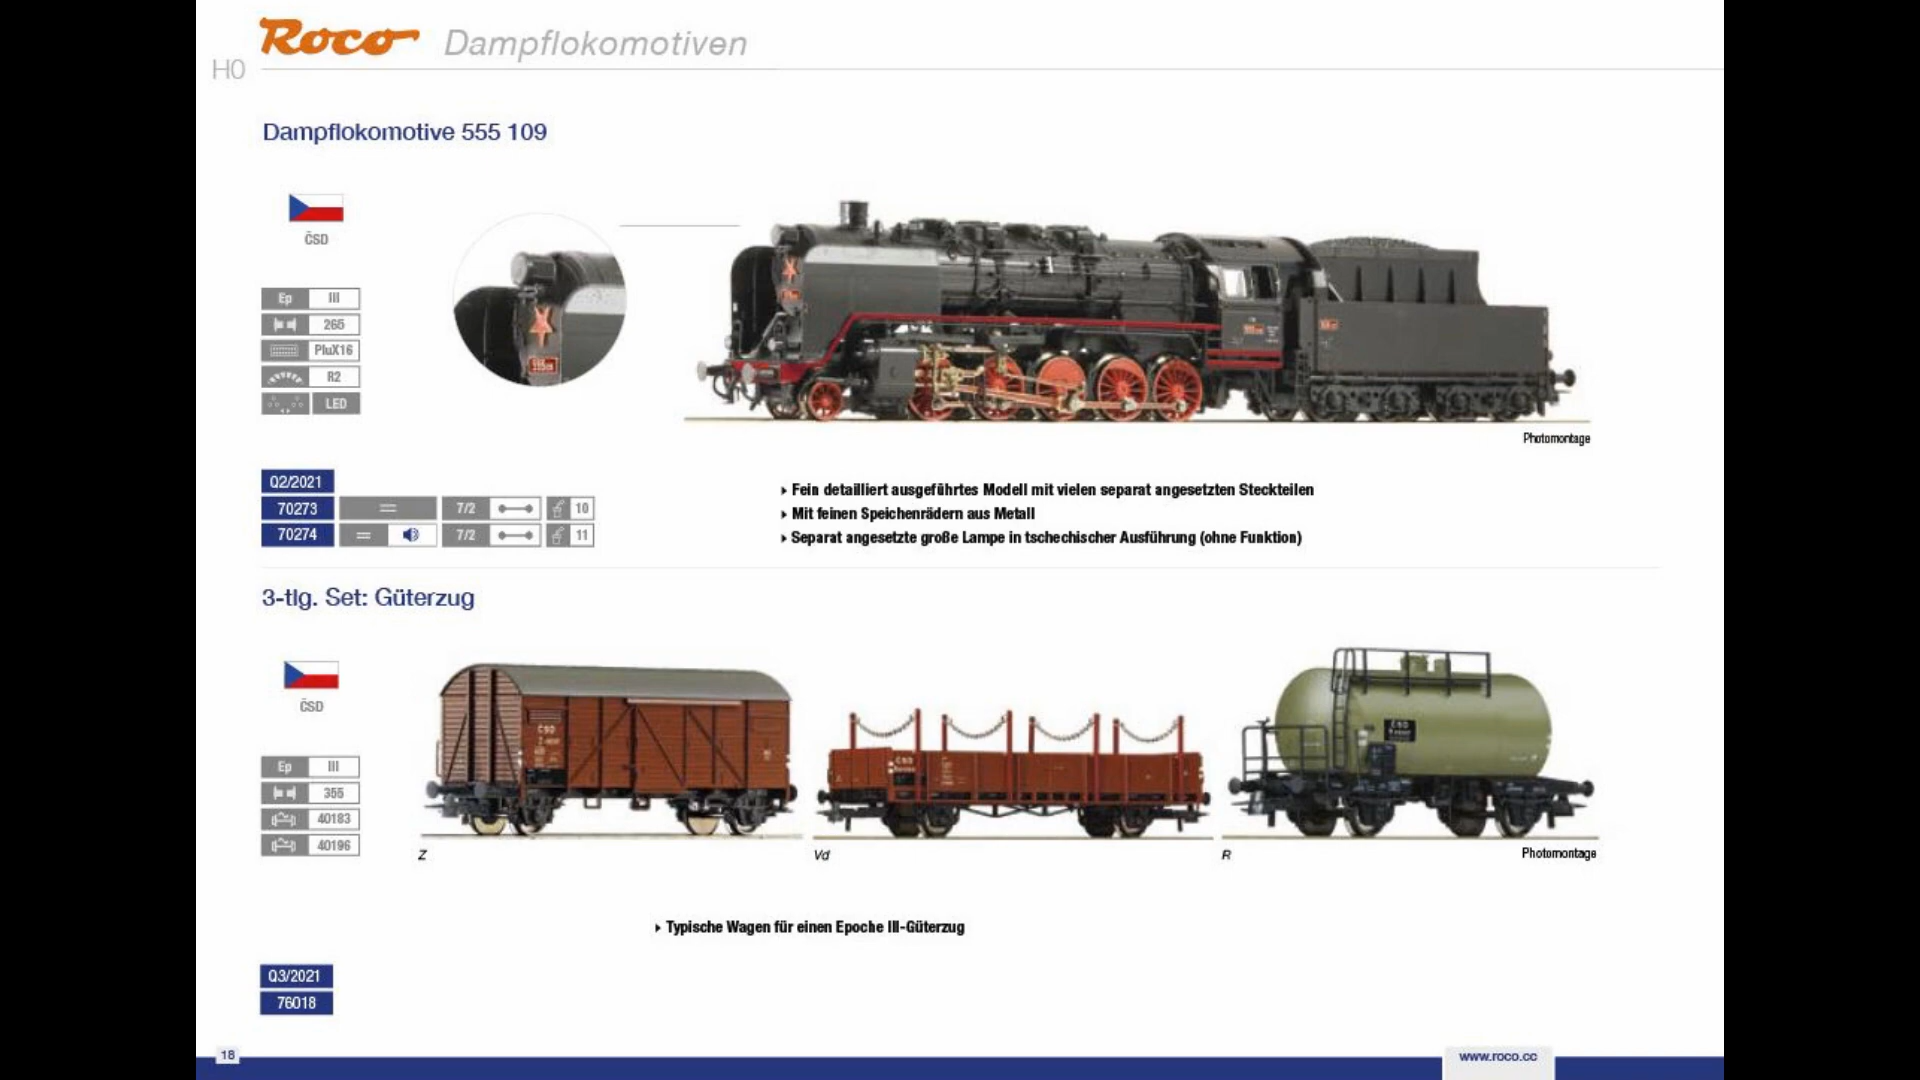 Roco Dampflokomotiven
H0
Dampflokomotive 555 109
ČSD
Ep III
265
PluX16
R2
LED
Photomontage
Q2/2021
70273 7/2 10
70274 7/2 11
Fein detailliert ausgeführtes Modell mit vielen separat angesetzten Steckteilen
Mit feinen Speichenrädern aus Metall
Separat angesetzte große Lampe in tschechischer Ausführung (ohne Funktion)
3-tlg. Set: Güterzug
ČSD
Ep III
355
40183
40196
ČSD
ČSD
ČSD
Z
Vd
R
Photomontage
Typische Wagen für einen Epoche III-Güterzug
Q3/2021
76018
18
www.roco.cc